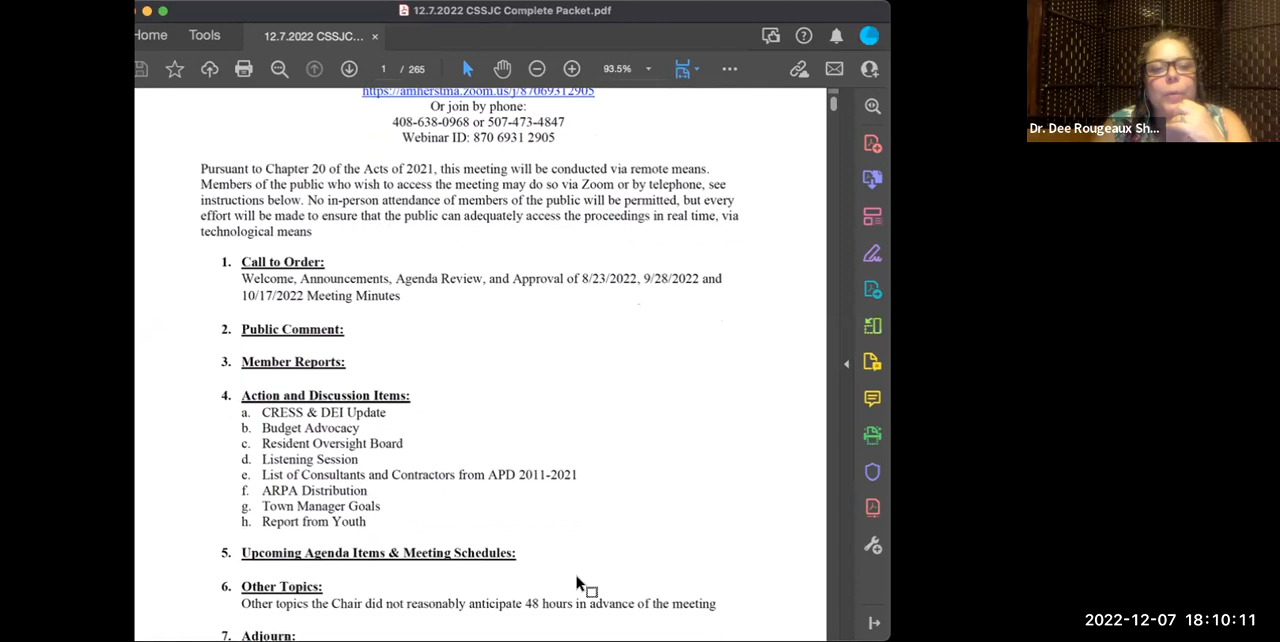 12.7.2022 CSSJC Complete Packet.pdf
Home Tools 12.7.2022 CSSJC... ×
1 / 265 93.5%
https://amherstma.zoom.us/j/87069312905
Or join by phone:
408-638-0968 or 507-473-4847
Webinar ID: 870 6931 2905
Pursuant to Chapter 20 of the Acts of 2021, this meeting will be conducted via remote means.
Members of the public who wish to access the meeting may do so via Zoom or by telephone, see
instructions below. No in-person attendance of members of the public will be permitted, but every
effort will be made to ensure that the public can adequately access the proceedings in real time, via
technological means
1. Call to Order:
Welcome, Announcements, Agenda Review, and Approval of 8/23/2022, 9/28/2022 and
10/17/2022 Meeting Minutes
2. Public Comment:
3. Member Reports:
4. Action and Discussion Items:
a. CRESS & DEI Update
b. Budget Advocacy
c. Resident Oversight Board
d. Listening Session
e. List of Consultants and Contractors from APD 2011-2021
f. ARPA Distribution
g. Town Manager Goals
h. Report from Youth
5. Upcoming Agenda Items & Meeting Schedules:
6. Other Topics:
Other topics the Chair did not reasonably anticipate 48 hours in advance of the meeting
7. Adjourn:
Dr. Dee Rougeaux Sh...
2022-12-07 18:10:11